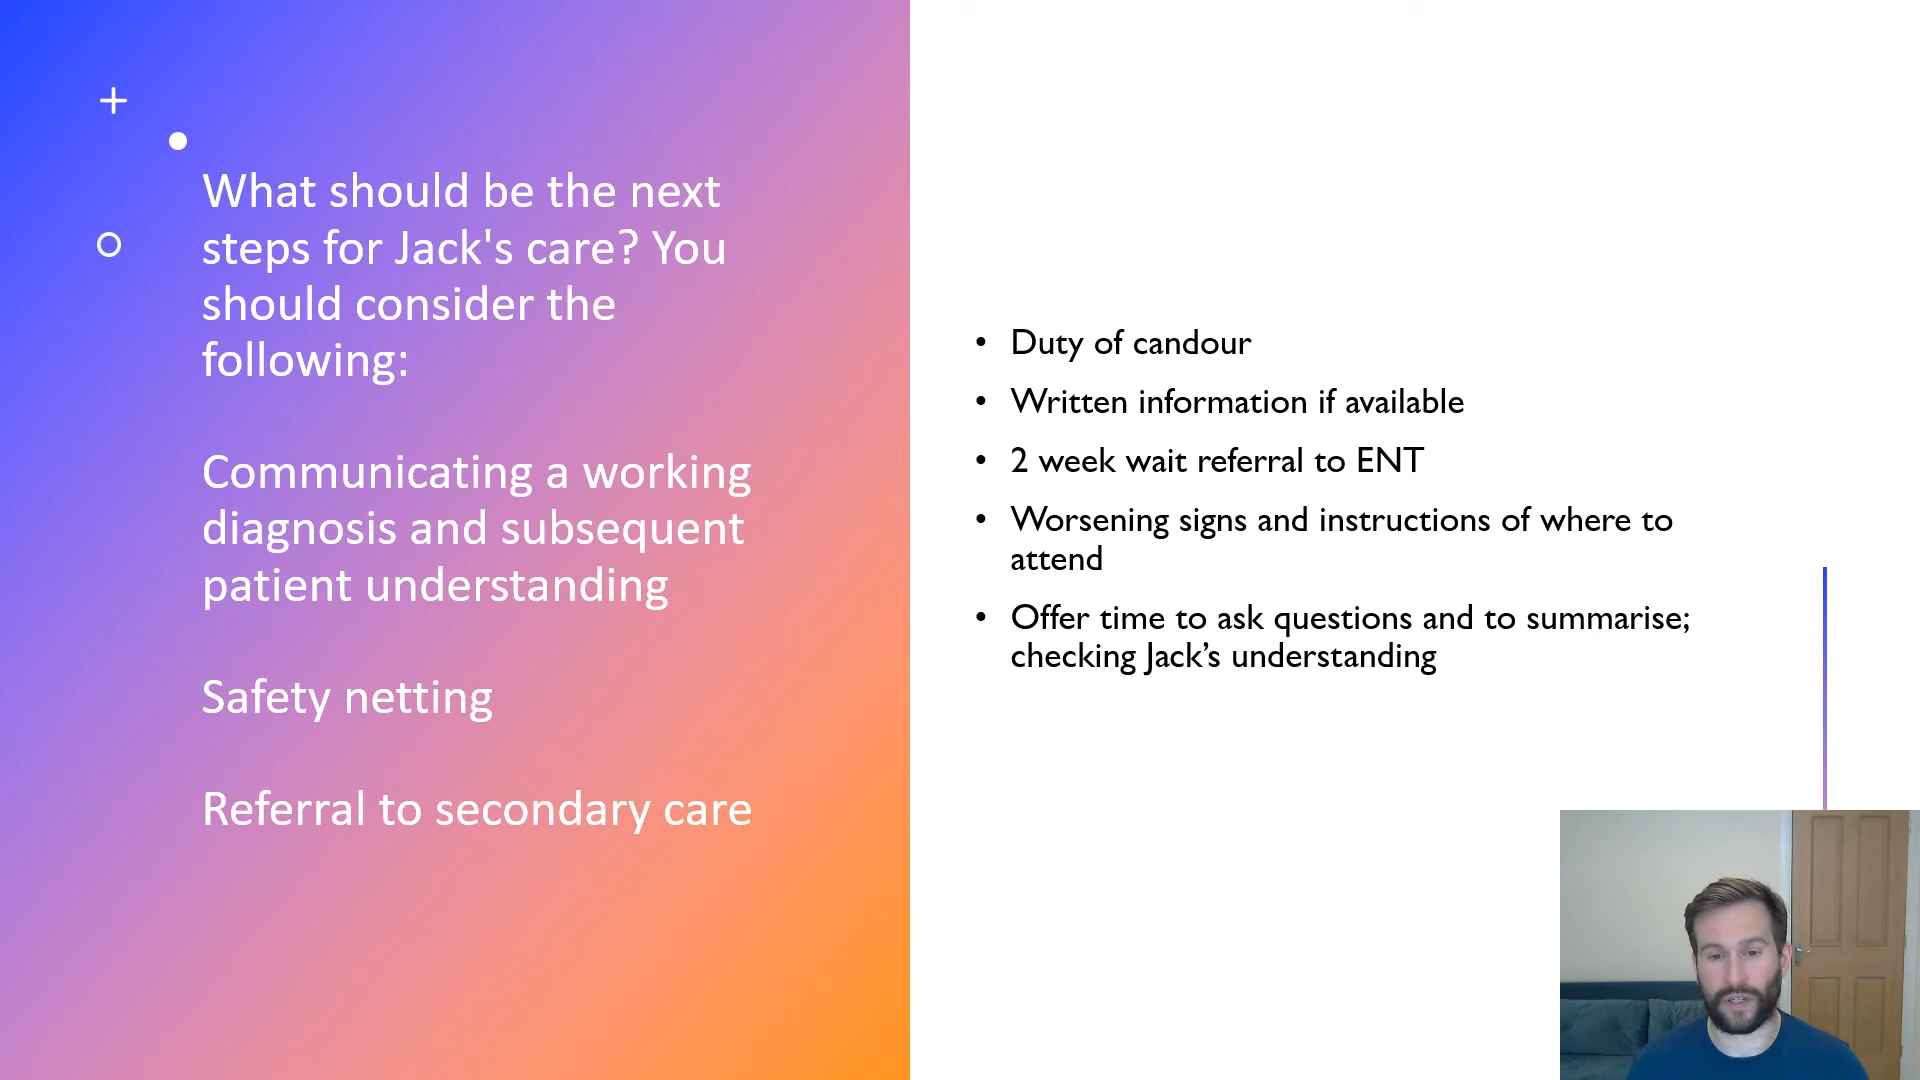 What should be the next
steps for Jack's care? You
should consider the
following:
Communicating a working
diagnosis and subsequent
patient understanding
Safety netting
Referral to secondary care
• Duty of candour
• Written information if available
• 2 week wait referral to ENT
• Worsening signs and instructions of where to
attend
• Offer time to ask questions and to summarise;
checking Jack’s understanding